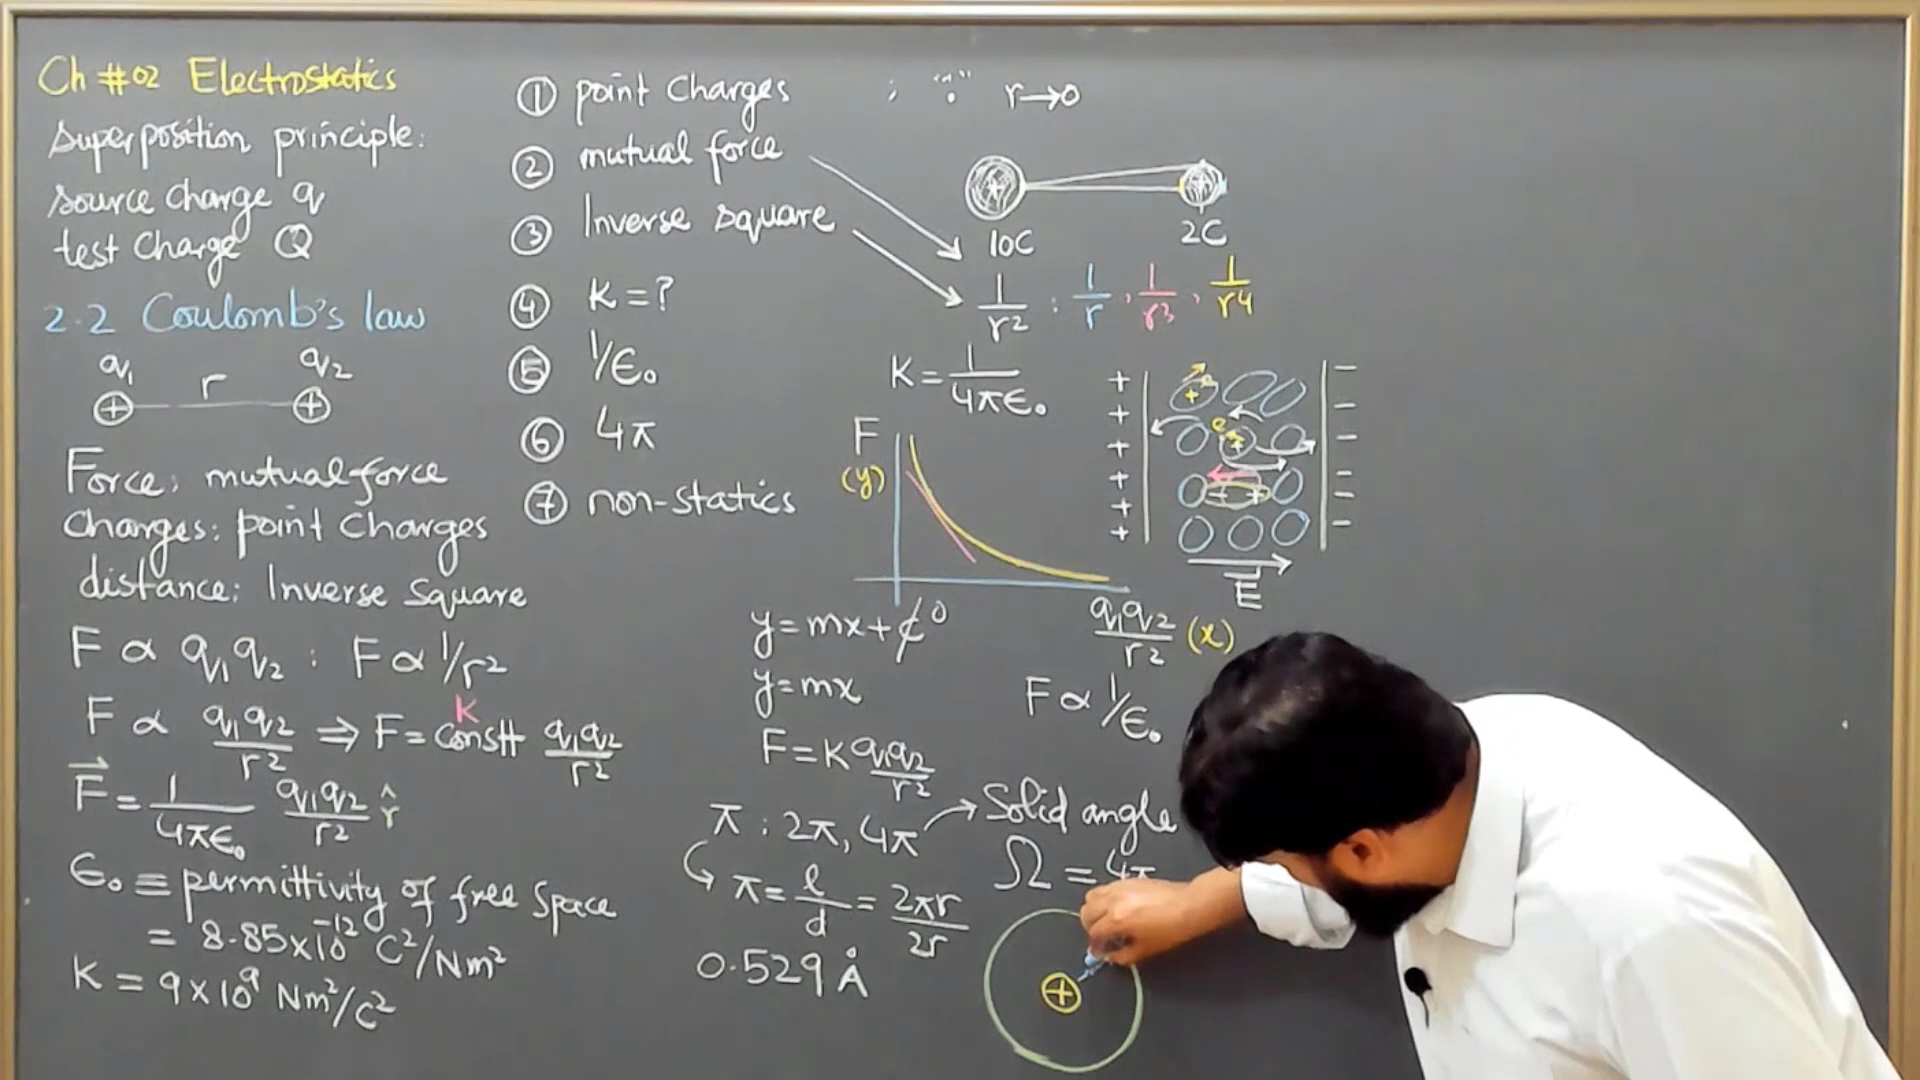 Ch #02 Electrostatics
Superposition principle:
Source Charge q
test Charge Q
2.2 Coulomb's law
q₁ r q₂
+ +
Force: mutual force
Charges: point Charges
distance: Inverse Square
F ∝ q₁q₂ : F ∝ 1/r²
F ∝ q₁q₂/r² ⇒ F = constt q₁q₂/r²
K
F⃗ = 1/4πϵ₀ q₁q₂/r² r̂
ϵ₀ ≡ permittivity of free Space
= 8.85×10⁻¹² C²/Nm²
K = 9×10⁹ Nm²/C²
① point Charges ; "∵" r→0
② mutual force
③ Inverse Square
④ K = ?
⑤ 1/ϵ₀
⑥ 4π
⑦ non-statics
10C 2C
1/r² : 1/r , 1/r³ , 1/r⁴
K = 1/4πϵ₀
F
(y)
q₁q₂/r² (x)
y = mx + c 0
y = mx
F = K q₁q₂/r²
F ∝ 1/ϵ₀
+ + + + + +
− − − − − −
E⃗
π : 2π, 4π → Solid angle
Ω = 4π
π = l/d = 2πr/2r
0.529 Å
+